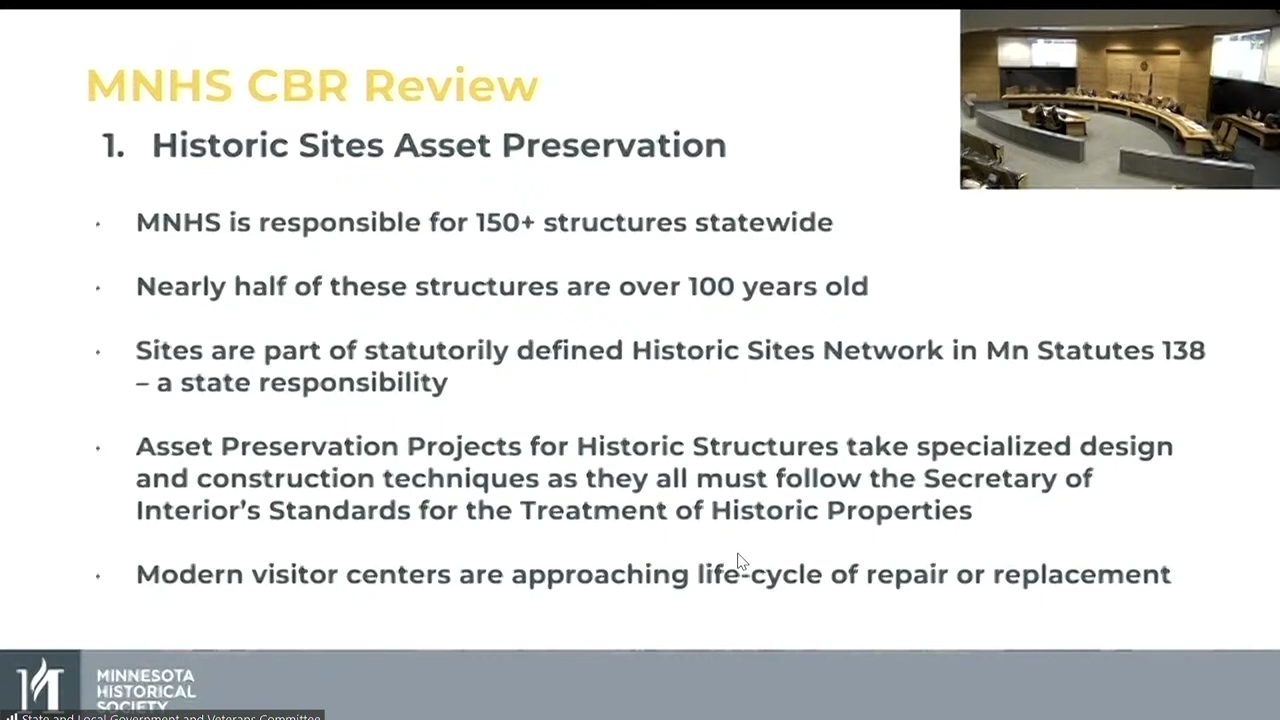 MNHS CBR Review
1. Historic Sites Asset Preservation
· MNHS is responsible for 150+ structures statewide
· Nearly half of these structures are over 100 years old
· Sites are part of statutorily defined Historic Sites Network in Mn Statutes 138
– a state responsibility
· Asset Preservation Projects for Historic Structures take specialized design
and construction techniques as they all must follow the Secretary of
Interior’s Standards for the Treatment of Historic Properties
· Modern visitor centers are approaching life-cycle of repair or replacement
MINNESOTA
HISTORICAL
SOCIETY
State and Local Government and Veterans Committee